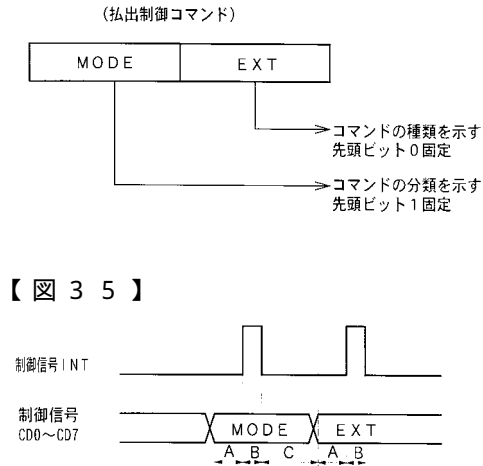 (払出制御コマンド)
MODE EXT
コマンドの種類を示す
先頭ビット0固定
コマンドの分類を示す
先頭ビット1固定
【図35】
制御信号INT
制御信号
CD0〜CD7
MODE EXT
A B C A B